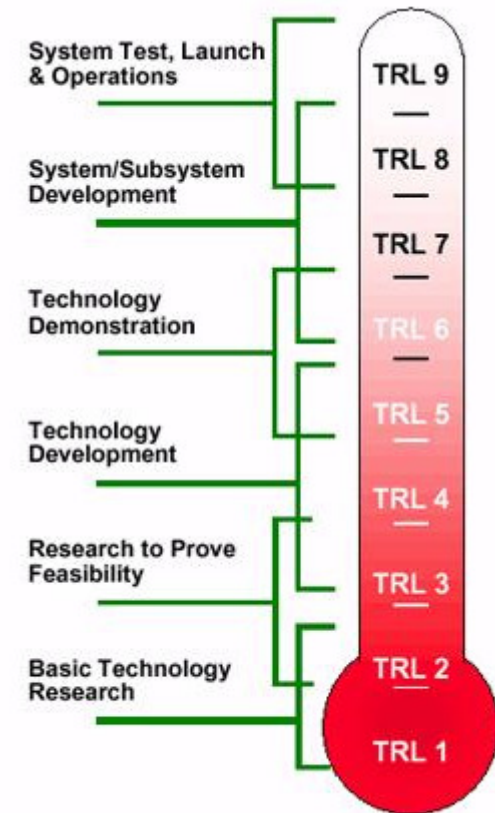 System Test, Launch
& Operations
System/Subsystem
Development
Technology
Demonstration
Technology
Development
Research to Prove
Feasibility
Basic Technology
Research
TRL 9
TRL 8
TRL 7
TRL 6
TRL 5
TRL 4
TRL 3
TRL 2
TRL 1